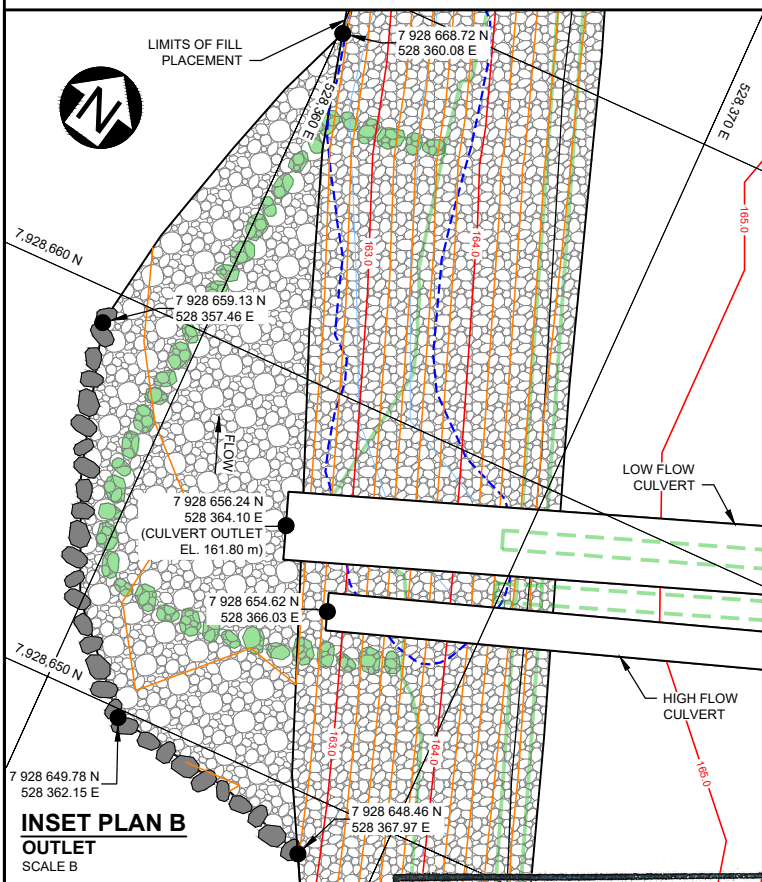 LIMITS OF FILL
PLACEMENT
7 928 668.72 N
528 360.08 E
N
528,360 E
528,370 E
165.0
7,928,660 N
163.0
164.0
7 928 659.13 N
528 357.46 E
FLOW
LOW FLOW
CULVERT
7 928 656.24 N
528 364.10 E
(CULVERT OUTLET
EL. 161.80 m)
7 928 654.62 N
528 366.03 E
7,928,650 N
HIGH FLOW
CULVERT
163.0
164.0
165.0
7 928 649.78 N
528 362.15 E
7 928 648.46 N
528 367.97 E
INSET PLAN B
OUTLET
SCALE B